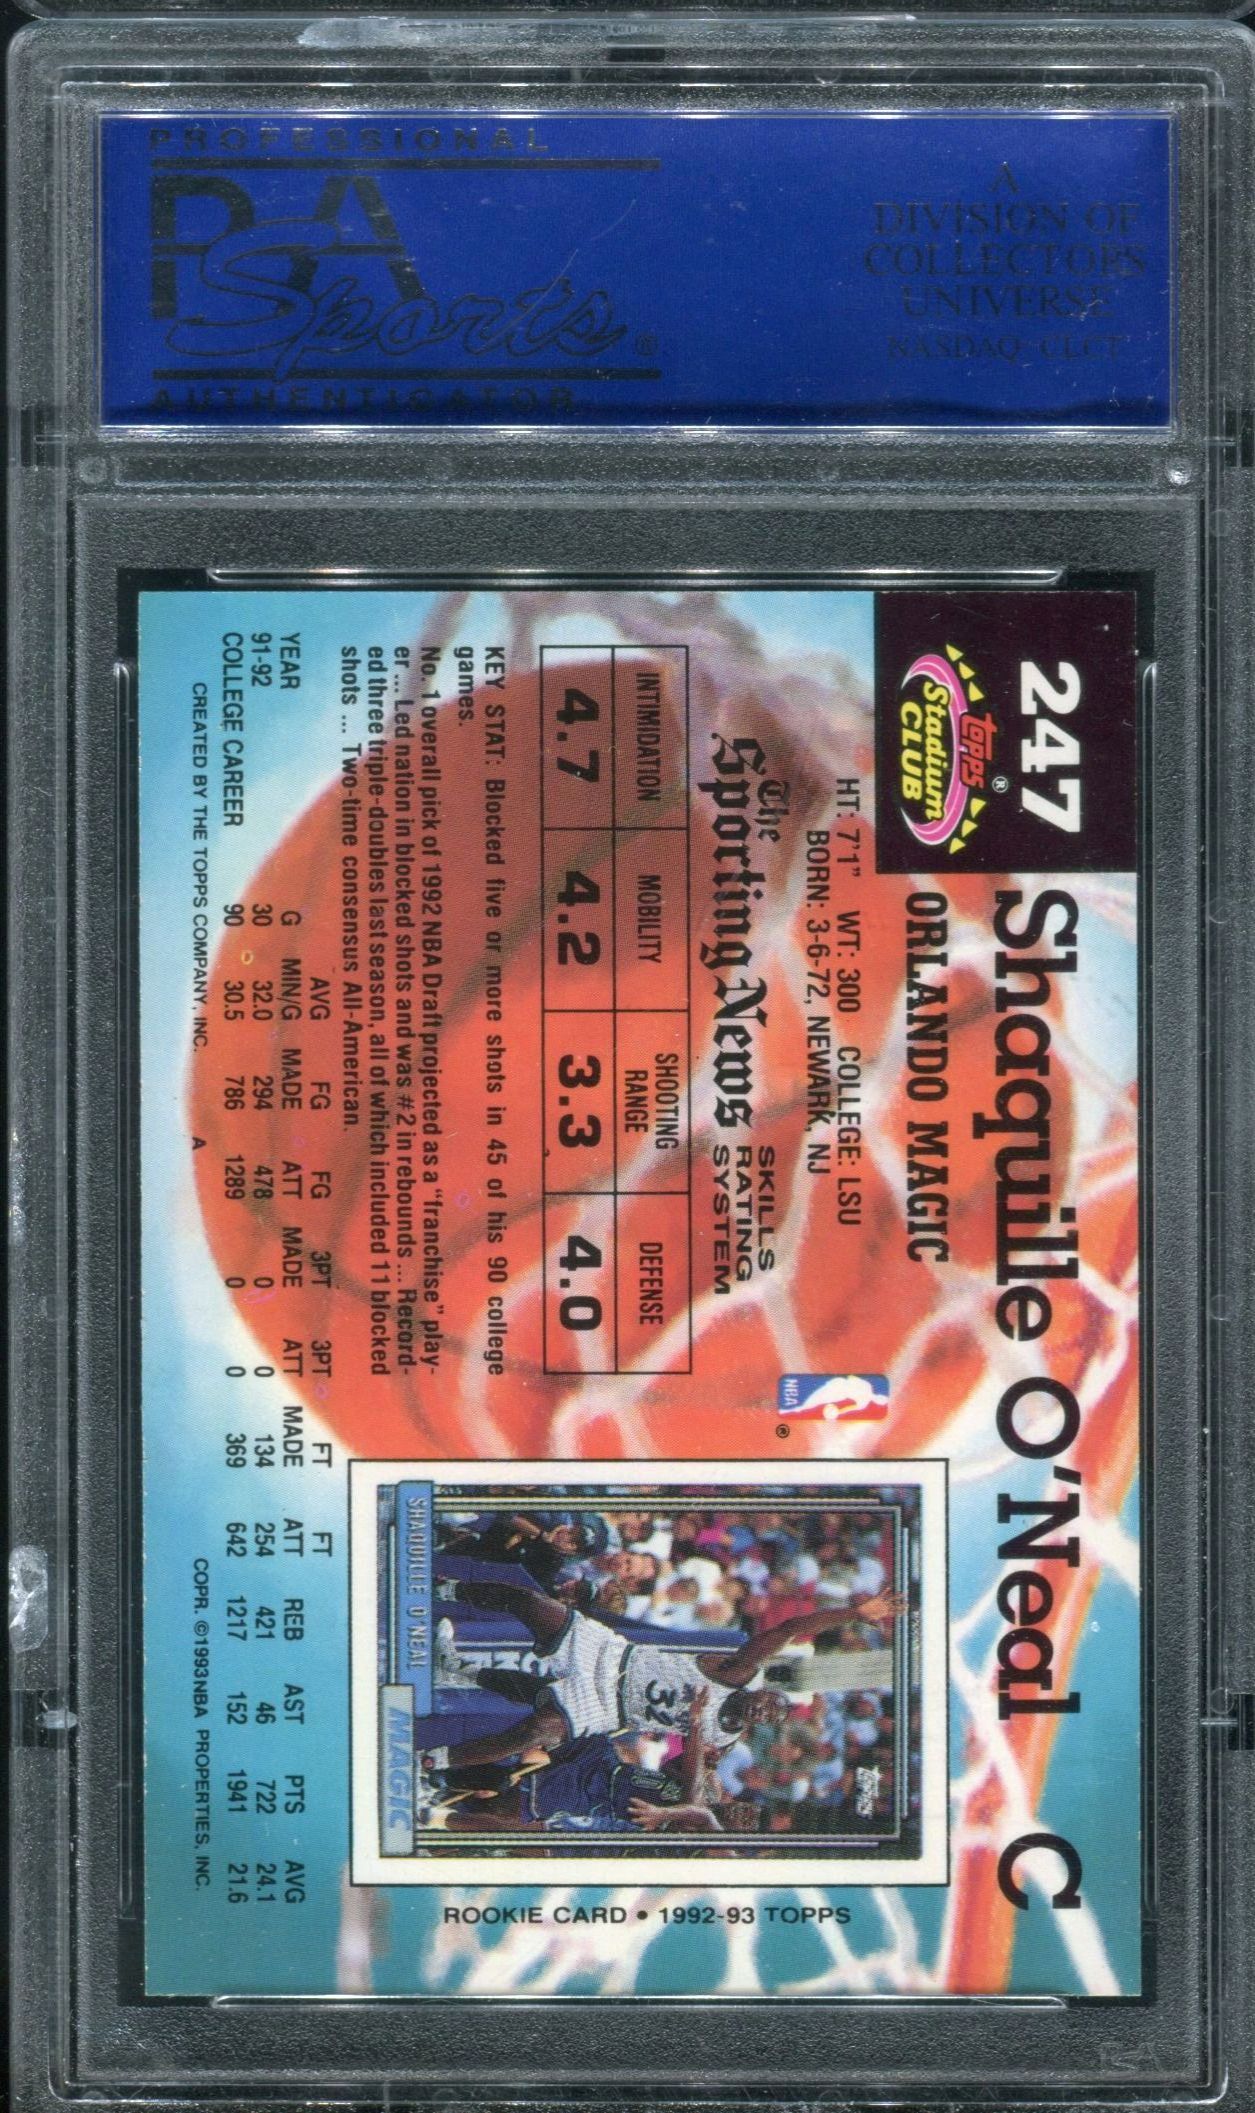 PROFESSIONAL
PSA
Sports®
AUTHENTICATOR
A
DIVISION OF
COLLECTORS
UNIVERSE
NASDAQ: CLCT
247
Topps®
Stadium
CLUB
Shaquille O'Neal C
ORLANDO MAGIC
HT: 7'1" WT: 300 COLLEGE: LSU
BORN: 3-6-72, NEWARK, NJ
NBA
®
The
Sporting News
SKILLS
RATING
SYSTEM
INTIMIDATION MOBILITY SHOOTING RANGE DEFENSE
4.7 4.2 3.3 4.0
KEY STAT: Blocked five or more shots in 45 of his 90 college
games.
No. 1 overall pick of 1992 NBA Draft projected as a "franchise" play-
er ... Led nation in blocked shots and was #2 in rebounds ... Record-
ed three triple-doubles last season, all of which included 11 blocked
shots ... Two-time consensus All-American.
AVG FG FG 3PT 3PT FT FT
YEAR G MIN/G MADE ATT MADE ATT MADE ATT REB AST PTS AVG
91-92 30 32.0 294 478 0 0 134 254 421 46 722 24.1
COLLEGE CAREER 90 30.5 786 1289 0 0 369 642 1217 152 1941 21.6
CREATED BY THE TOPPS COMPANY, INC. A COPR. ©1993 NBA PROPERTIES, INC.
TOPPS
32
SHAQUILLE O'NEAL
MAGIC
ROOKIE CARD • 1992-93 TOPPS
PSA